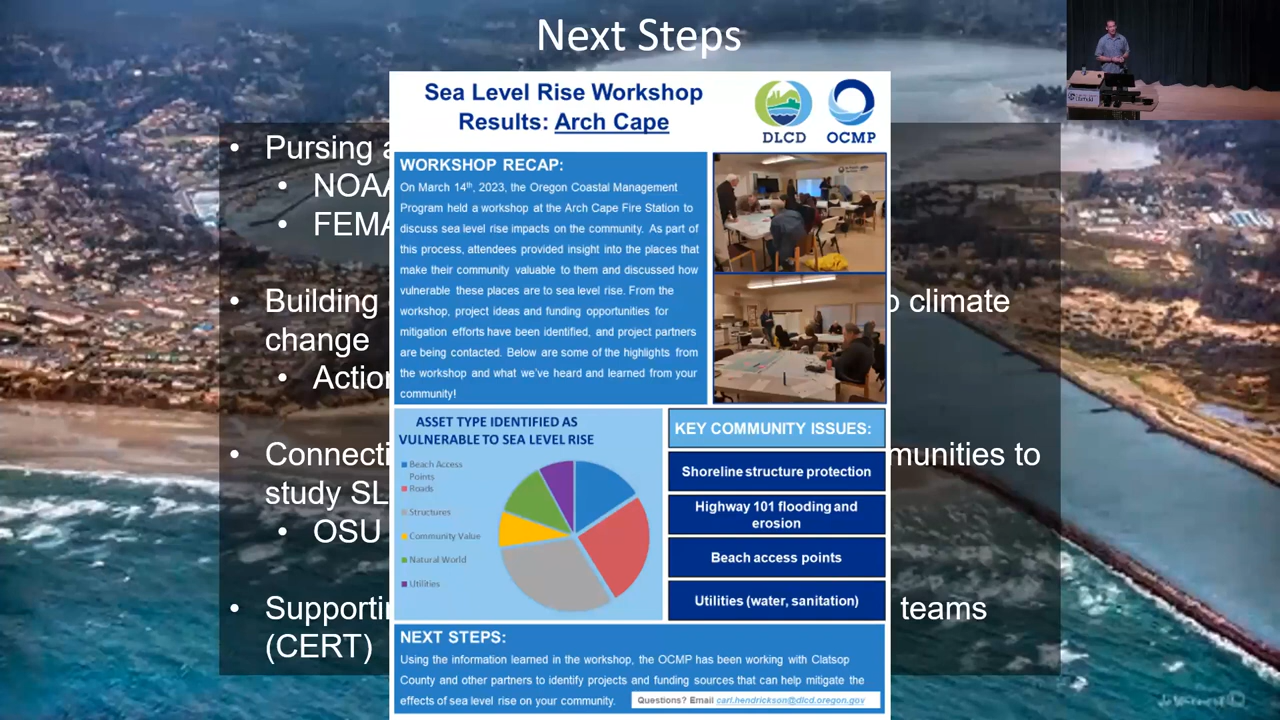 Next Steps
Sea Level Rise Workshop
Results: Arch Cape
DLCD
OCMP
WORKSHOP RECAP:
On March 14th, 2023, the Oregon Coastal Management
Program held a workshop at the Arch Cape Fire Station to
discuss sea level rise impacts on the community. As part of
this process, attendees provided insight into the places that
make their community valuable to them and discussed how
vulnerable these places are to sea level rise. From the
workshop, project ideas and funding opportunities for
mitigation efforts have been identified, and project partners
are being contacted. Below are some of the highlights from
the workshop and what we've heard and learned from your
community!
ASSET TYPE IDENTIFIED AS
VULNERABLE TO SEA LEVEL RISE
Beach Access
Points
Roads
Structures
Community Value
Natural World
Utilities
KEY COMMUNITY ISSUES:
Shoreline structure protection
Highway 101 flooding and
erosion
Beach access points
Utilities (water, sanitation)
NEXT STEPS:
Using the information learned in the workshop, the OCMP has been working with Clatsop
County and other partners to identify projects and funding sources that can help mitigate the
effects of sea level rise on your community.
Questions? Email carl.hendrickson@dlcd.oregon.gov
• Pursing
• NOAA
• FEMA
• Building climate
change
• Action
• Connecti munities to
study SL
• OSU
• Supporti teams
(CERT)